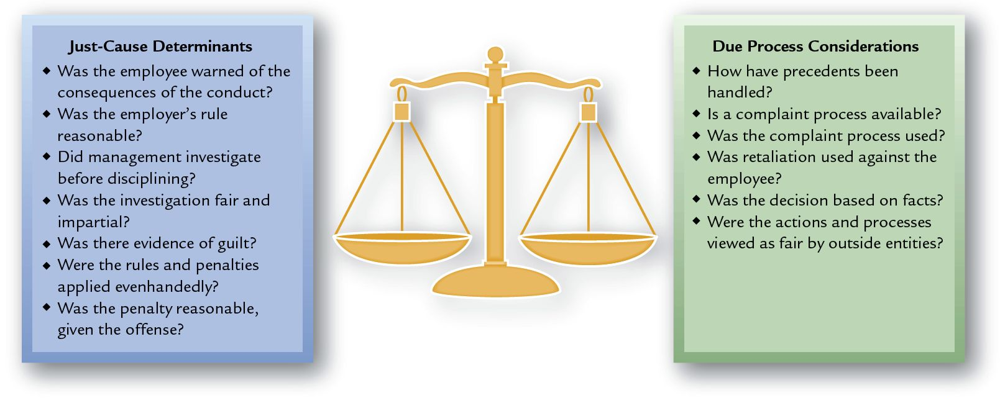 Just-Cause Determinants
◆ Was the employee warned of the
consequences of the conduct?
◆ Was the employer’s rule
reasonable?
◆ Did management investigate
before disciplining?
◆ Was the investigation fair and
impartial?
◆ Was there evidence of guilt?
◆ Were the rules and penalties
applied evenhandedly?
◆ Was the penalty reasonable,
given the offense?
Due Process Considerations
◆ How have precedents been
handled?
◆ Is a complaint process available?
◆ Was the complaint process used?
◆ Was retaliation used against the
employee?
◆ Was the decision based on facts?
◆ Were the actions and processes
viewed as fair by outside entities?